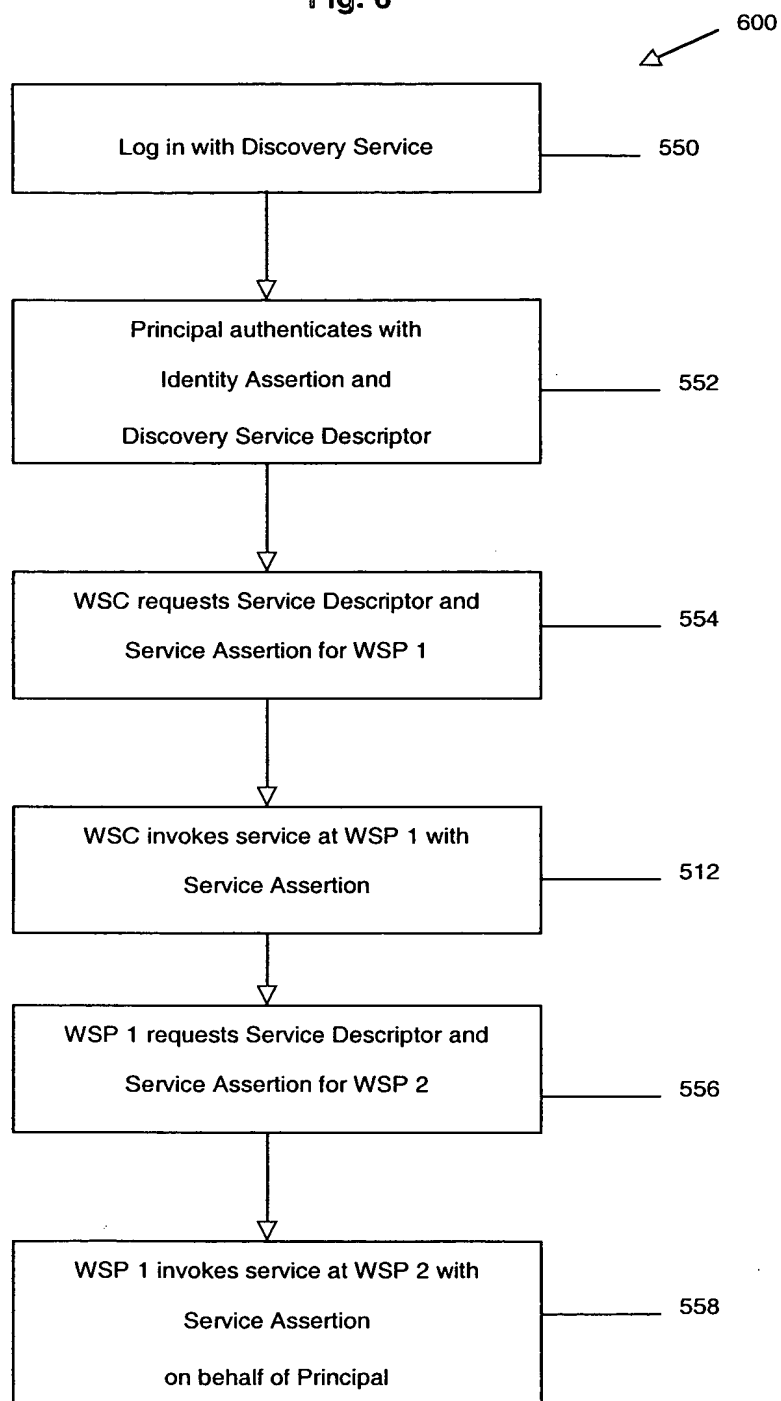 Fig. 6
600
Log in with Discovery Service
550
Principal authenticates with
Identity Assertion and
Discovery Service Descriptor
552
WSC requests Service Descriptor and
Service Assertion for WSP 1
554
WSC invokes service at WSP 1 with
Service Assertion
512
WSP 1 requests Service Descriptor and
Service Assertion for WSP 2
556
WSP 1 invokes service at WSP 2 with
Service Assertion
on behalf of Principal
558